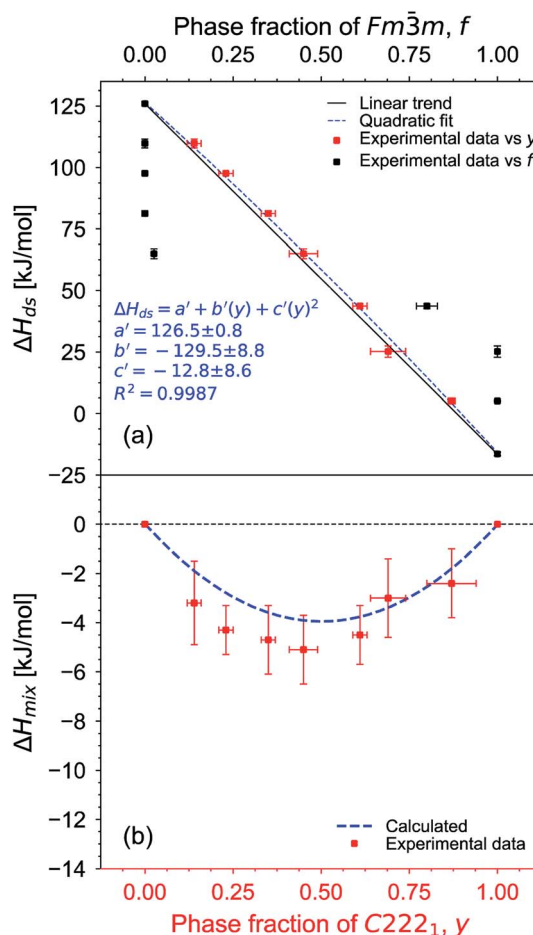 Phase fraction of Fm3̄m, f
0.00 0.25 0.50 0.75 1.00
Linear trend
Quadratic fit
Experimental data vs y
Experimental data vs f
125
100
75
50
25
0
−25
ΔH_ds [kJ/mol]
ΔH_ds = a′ + b′(y) + c′(y)²
a′ = 126.5±0.8
b′ = −129.5±8.8
c′ = −12.8±8.6
R² = 0.9987
(a)
0
−2
−4
−6
−8
−10
−12
−14
ΔH_mix [kJ/mol]
(b)
Calculated
Experimental data
0.00 0.25 0.50 0.75 1.00
Phase fraction of C222₁, y